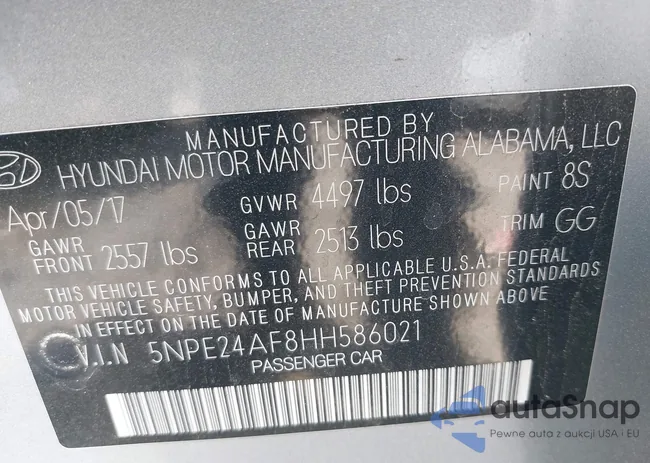 MANUFACTURED BY
HYUNDAI MOTOR MANUFACTURING ALABAMA, LLC
Apr/05/17 GVWR 4497 lbs PAINT 8S
GAWR FRONT 2557 lbs GAWR REAR 2513 lbs TRIM GG
THIS VEHICLE CONFORMS TO ALL APPLICABLE U.S.A. FEDERAL
MOTOR VEHICLE SAFETY, BUMPER, AND THEFT PREVENTION STANDARDS
IN EFFECT ON THE DATE OF MANUFACTURE SHOWN ABOVE
V.I.N 5NPE24AF8HH586021
PASSENGER CAR
autoSnap
Pewne auta z aukcji USA i EU